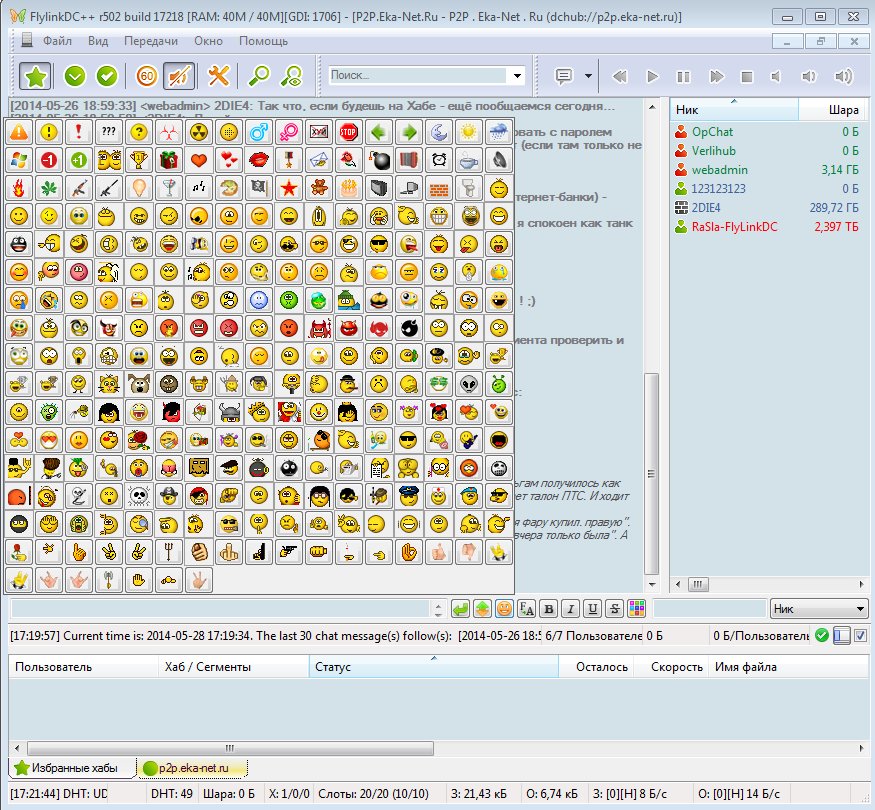 FlylinkDC++ r502 build 17218 [RAM: 40M / 40M][GDI: 1706] - [P2P.Eka-Net.Ru - P2P . Eka-Net . Ru (dchub://p2p.eka-net.ru)]
Файл Вид Передачи Окно Помощь
60 Поиск...
[2014-05-26 18:59:33] <webadmin> 2DIE4: Так что, если будешь на Хабе - ещё пообщаемся сегодня...
Ник Шара
OpChat 0 Б
Verlihub 0 Б
webadmin 3,14 ГБ
123123123 0 Б
2DIE4 289,72 ГБ
RaSla-FlyLinkDC 2,397 ТБ
???
STOP
-1 +1
овать с паролем
(если там только не
тернет-банки) -
я спокоен как танк
! ;)
мента проверить и
с:
ьгам получилось как
ет талон ПТС. И ходит
я фару купил. правую".
вчера только была". А
B I U S Ник
[17:19:57] Current time is: 2014-05-28 17:19:34. The last 30 chat message(s) follow(s): [2014-05-26 18:5 6/7 Пользователе 0 Б 0 Б/Пользователь
Пользователь Хаб / Сегменты Статус Осталось Скорость Имя файла
Избранные хабы p2p.eka-net.ru
[17:21:44] DHT: UD DHT: 49 Шара: 0 Б X: 1/0/0 Слоты: 20/20 (10/10) З: 21,43 кБ О: 6,74 кБ З: [0][H] 8 Б/с О: [0][H] 14 Б/с